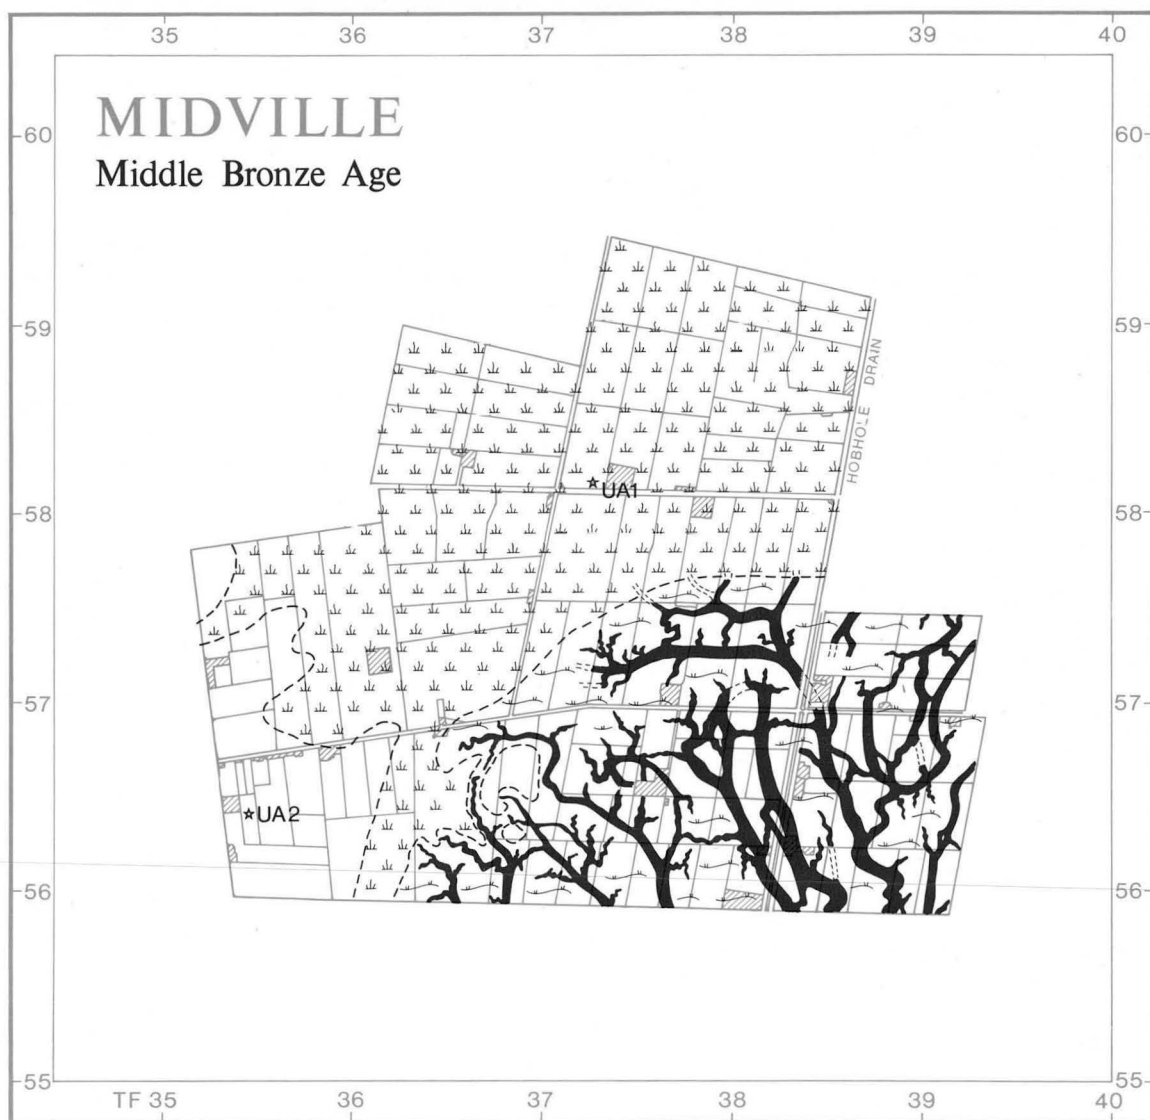 35 36 37 38 39 40
MIDVILLE
60 60
Middle Bronze Age
59 59
HOBHOLE DRAIN
UA1
58 58
57 57
UA2
56 56
55 55
TF 35 36 37 38 39 40